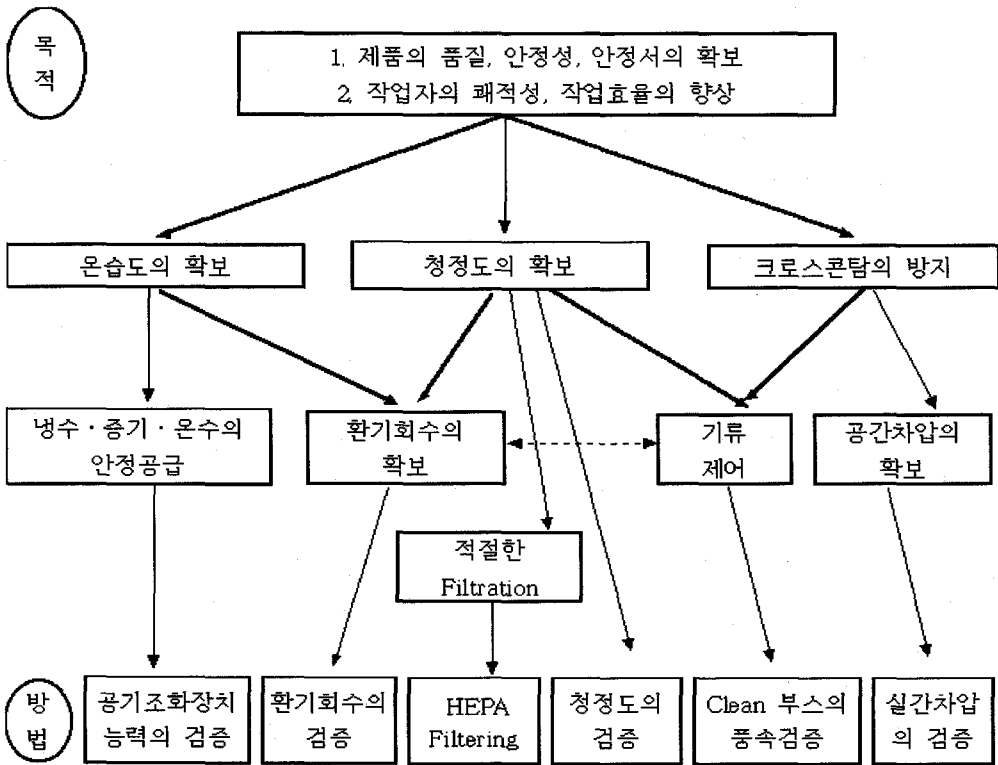 목
적
1. 제품의 품질, 안정성, 안정서의 확보
2. 작업자의 쾌적성, 작업효율의 향상
온습도의 확보
청정도의 확보
크로스콘탐의 방지
냉수·증기·온수의
안정공급
환기회수의
확보
기류
제어
공간차압의
확보
적절한
Filtration
방
법
공기조화장치
능력의 검증
환기회수의
검증
HEPA
Filtering
청정도의
검증
Clean 부스의
풍속검증
실간차압
의 검증